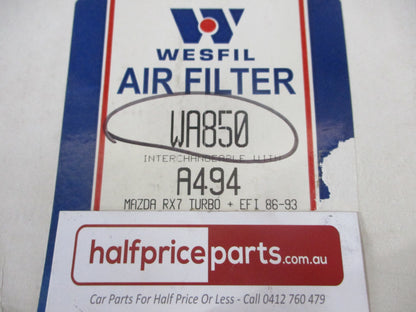 WESFIL
AIR FILTER
WA850
INTERCHANGEABLE WITH
A494
MAZDA RX7 TURBO + EFI 86-93
halfpriceparts.com.au
Car Parts For Half Price Or Less - Call 0412 760 479